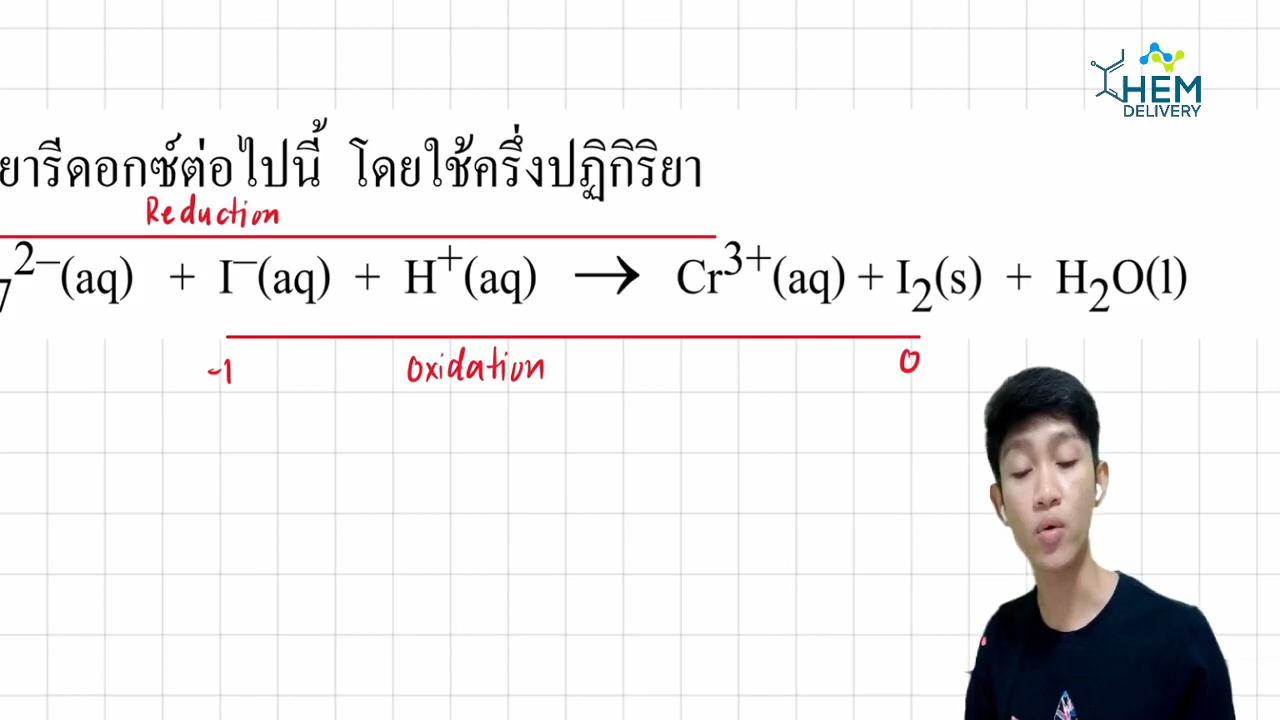 HEM
DELIVERY
ยารีดอกซ์ต่อไปนี้ โดยใช้ครึ่งปฏิกิริยา
Reduction
7²⁻(aq) + I⁻(aq) + H⁺(aq) → Cr³⁺(aq) + I₂(s) + H₂O(l)
-1 Oxidation 0